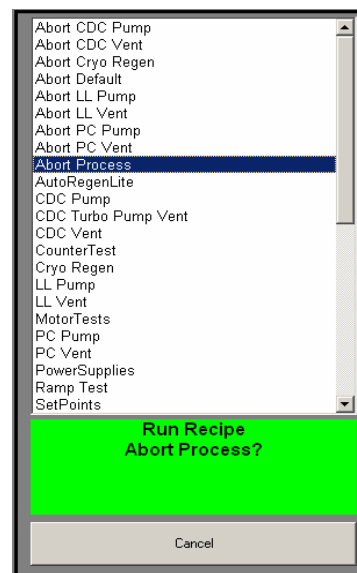 Abort CDC Pump
Abort CDC Vent
Abort Cryo Regen
Abort Default
Abort LL Pump
Abort LL Vent
Abort PC Pump
Abort PC Vent
Abort Process
AutoRegenLite
CDC Pump
CDC Turbo Pump Vent
CDC Vent
CounterTest
Cryo Regen
LL Pump
LL Vent
MotorTests
PC Pump
PC Vent
PowerSupplies
Ramp Test
SetPoints
Run Recipe
Abort Process?
Cancel